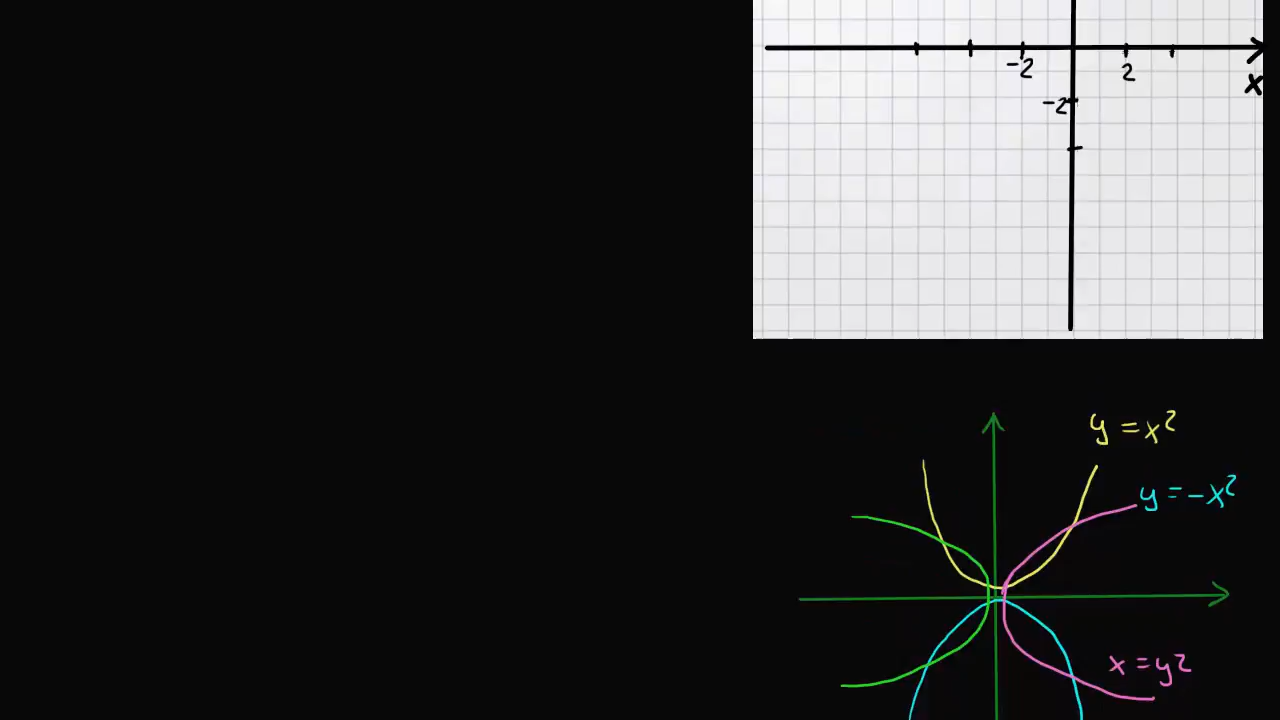 -2 2
x
-2
y = x²
y = -x²
x = y²